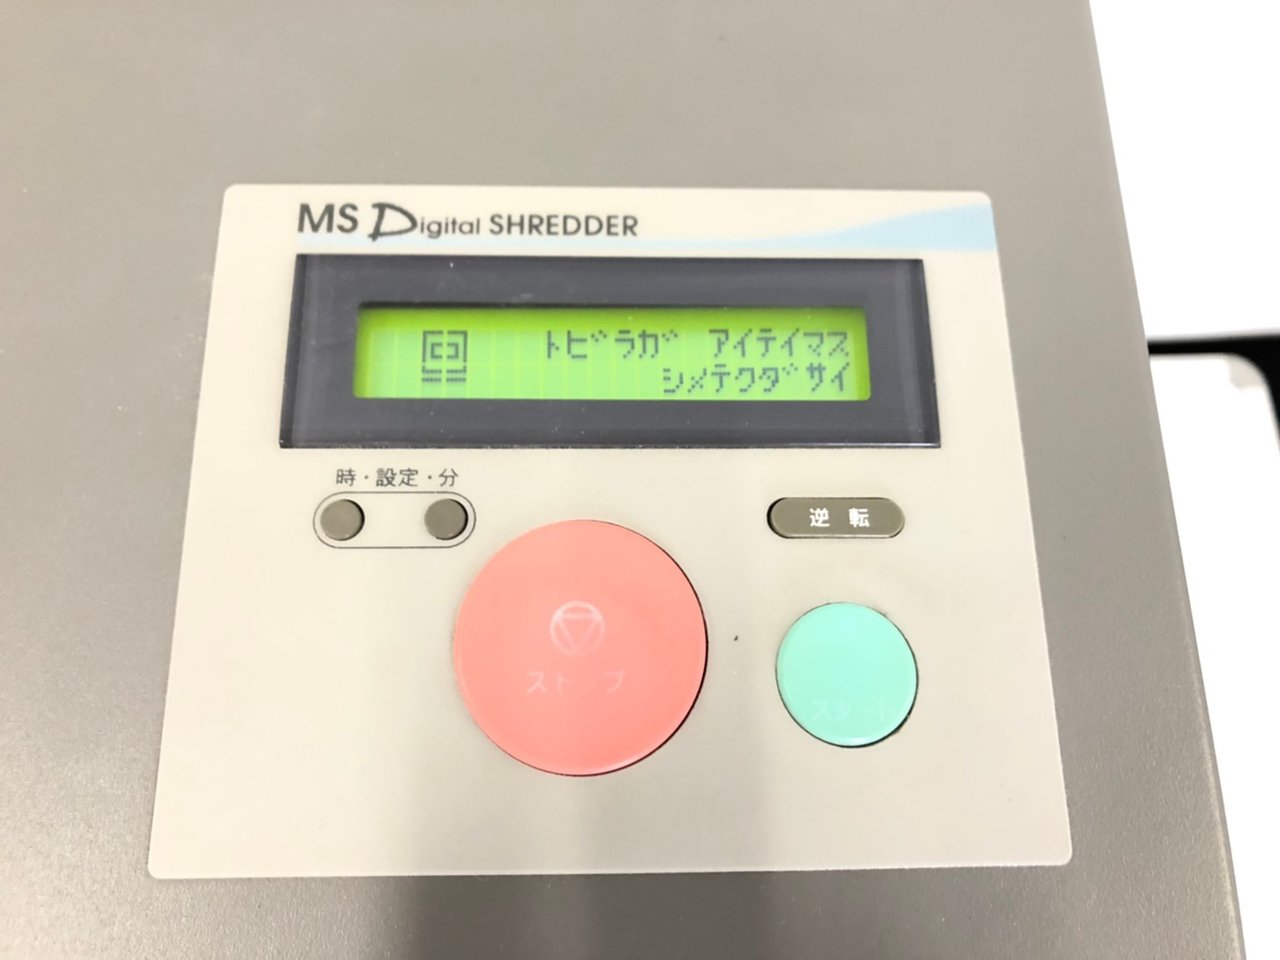 MS Digital SHREDDER
トビラガ アイテイマス
シメテクダサイ
時・設定・分
逆転
ストップ
スタート